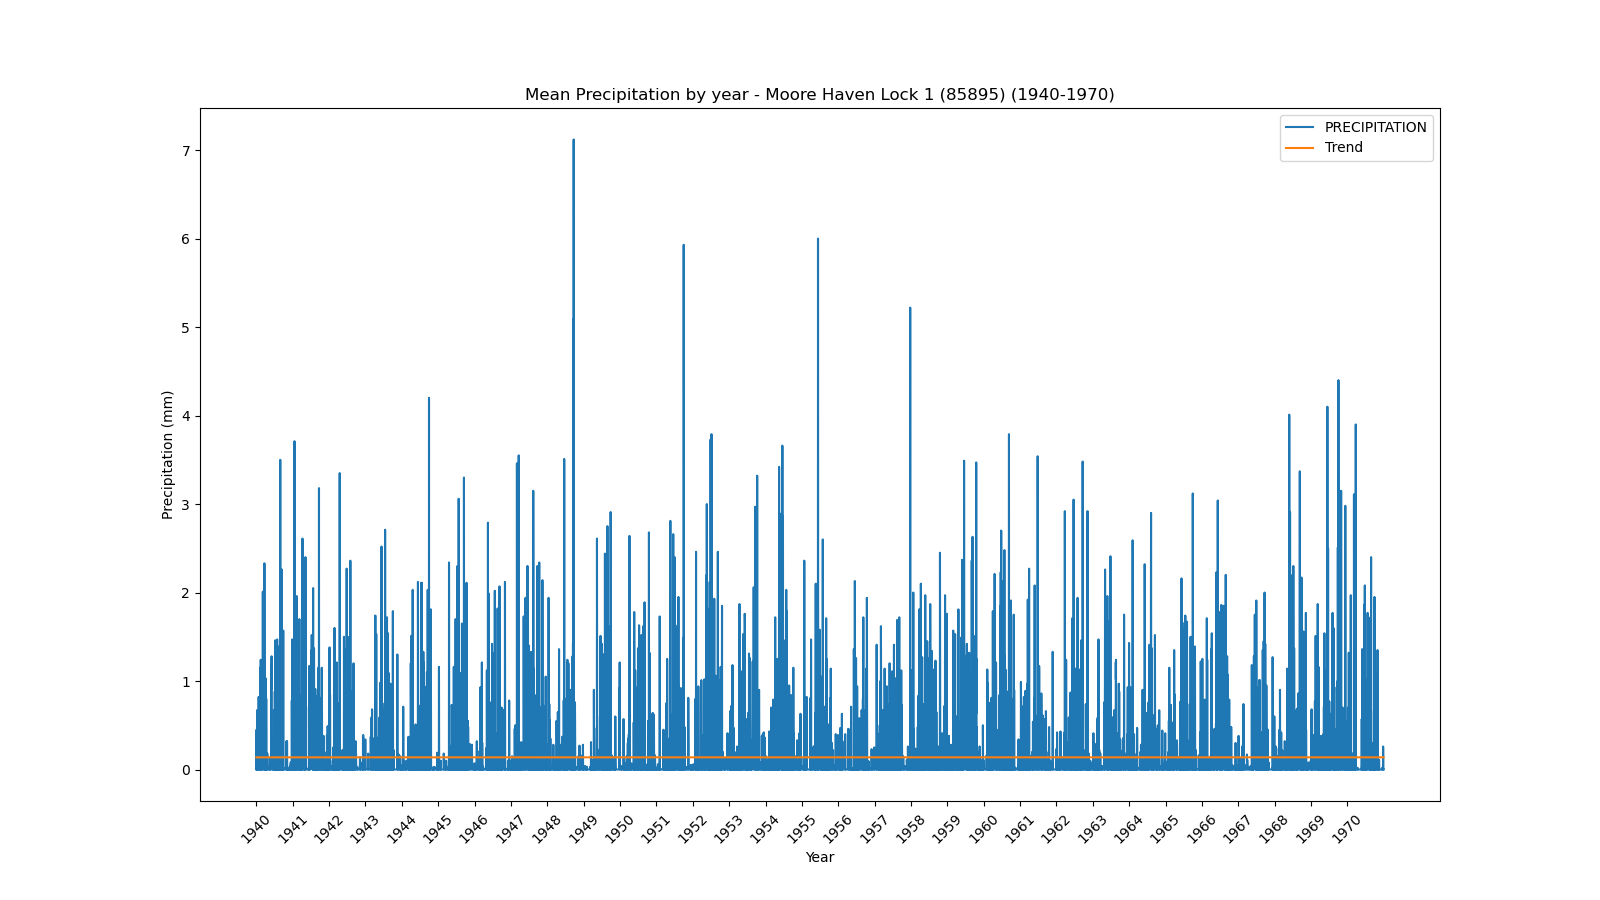 Mean Precipitation by year - Moore Haven Lock 1 (85895) (1940-1970)
PRECIPITATION
Trend
7
6
5
4
3
2
1
0
Precipitation (mm)
1940 1941 1942 1943 1944 1945 1946 1947 1948 1949 1950 1951 1952 1953 1954 1955 1956 1957 1958 1959 1960 1961 1962 1963 1964 1965 1966 1967 1968 1969 1970
Year